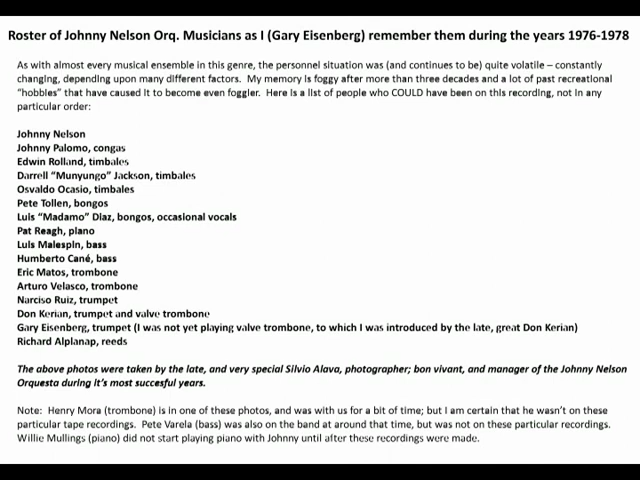 Roster of Johnny Nelson Orq. Musicians as I (Gary Eisenberg) remember them during the years 1976-1978
As with almost every musical ensemble in this genre, the personnel situation was (and continues to be) quite volatile – constantly
changing, depending upon many different factors. My memory is foggy after more than three decades and a lot of past recreational
"hobbies" that have caused it to become even foggier. Here is a list of people who COULD have been on this recording, not in any
particular order:
Johnny Nelson
Johnny Palomo, congas
Edwin Rolland, timbales
Darrell "Munyungo" Jackson, timbales
Osvaldo Ocasio, timbales
Pete Tollen, bongos
Luis "Madamo" Diaz, bongos, occasional vocals
Pat Reagh, piano
Luis Malespin, bass
Humberto Cané, bass
Eric Matos, trombone
Arturo Velasco, trombone
Narciso Ruiz, trumpet
Don Kerian, trumpet and valve trombone
Gary Eisenberg, trumpet (I was not yet playing valve trombone, to which I was introduced by the late, great Don Kerian)
Richard Alplanap, reeds
The above photos were taken by the late, and very special Silvio Alava, photographer; bon vivant, and manager of the Johnny Nelson
Orquesta during it's most succesful years.
Note: Henry Mora (trombone) is in one of these photos, and was with us for a bit of time; but I am certain that he wasn't on these
particular tape recordings. Pete Varela (bass) was also on the band at around that time, but was not on these particular recordings.
Willie Mullings (piano) did not start playing piano with Johnny until after these recordings were made.